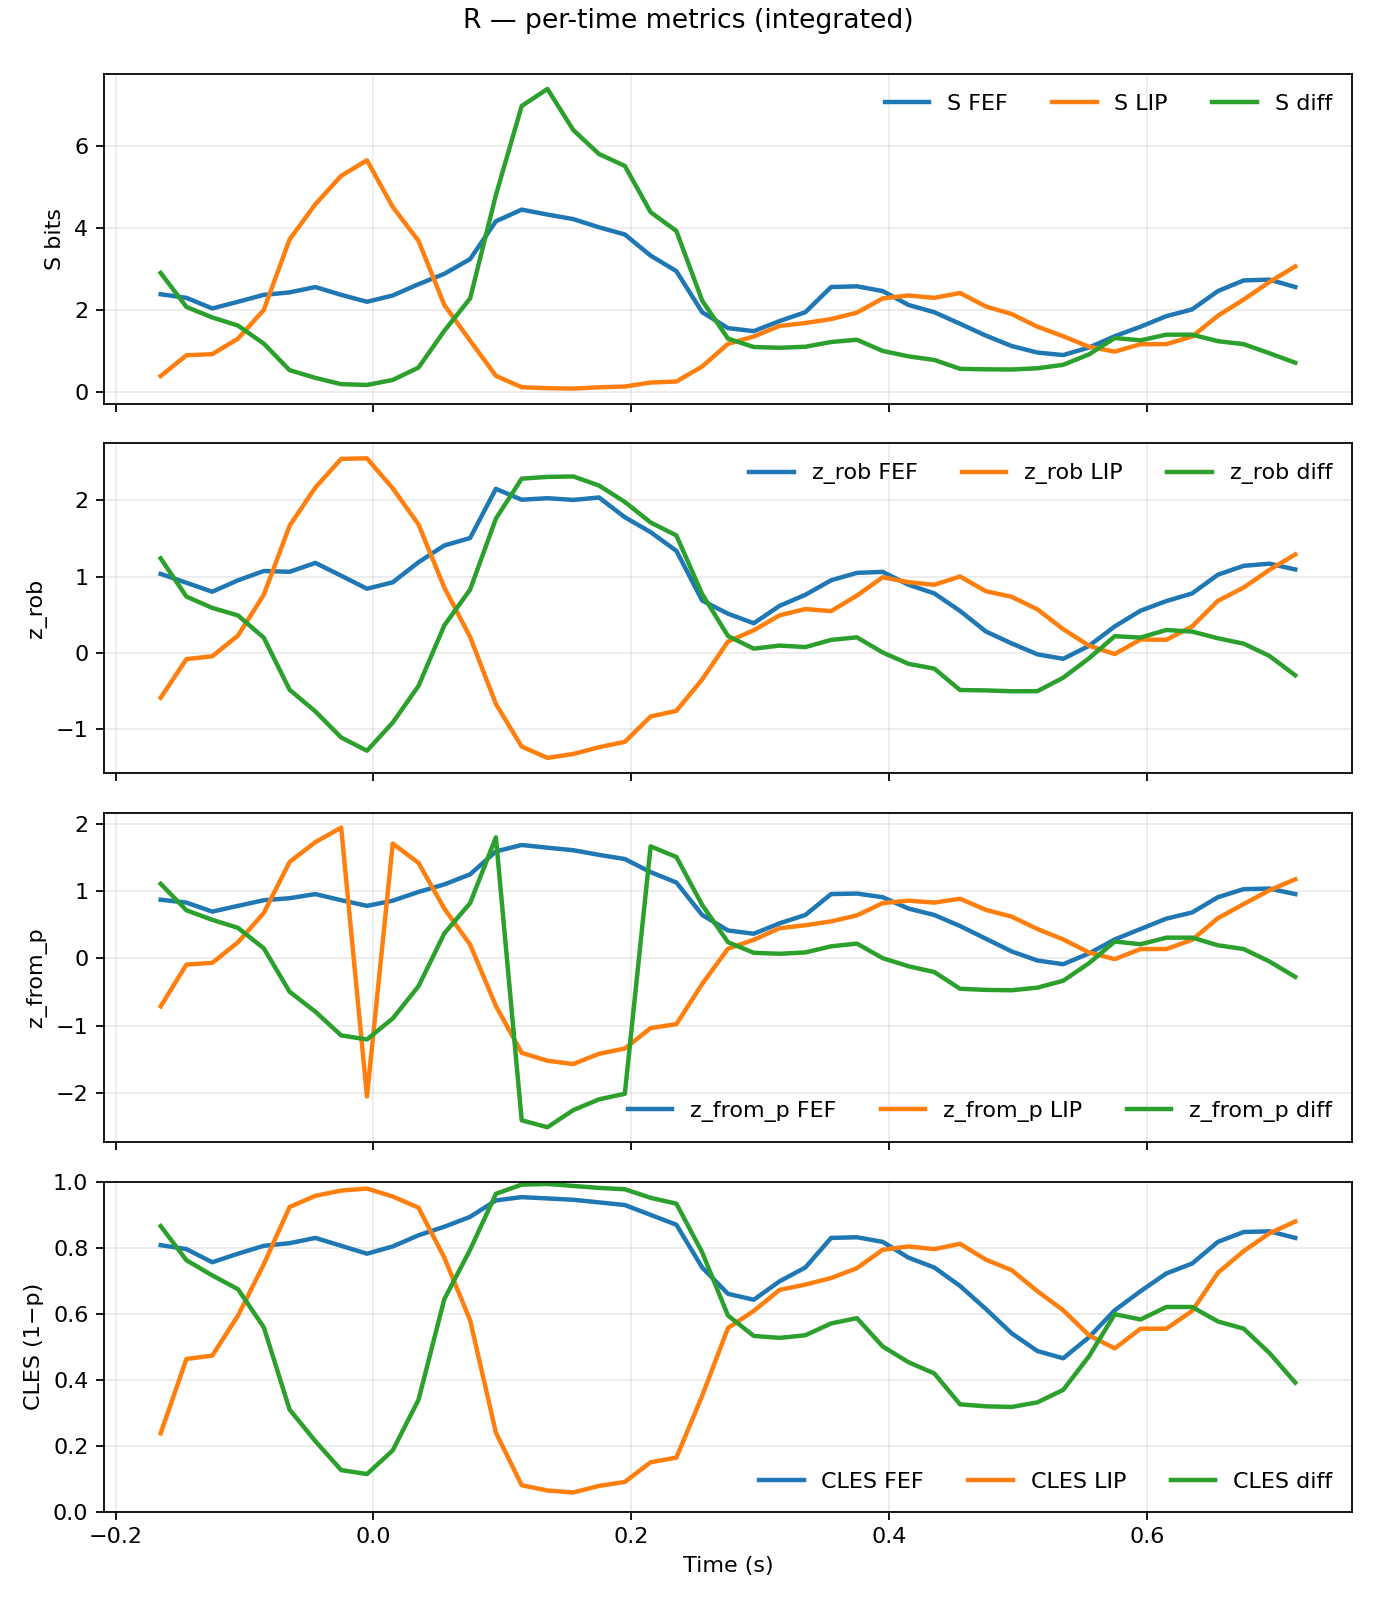 R — per-time metrics (integrated)
S FEF S LIP S diff
6
4
2
0
S bits
z_rob FEF z_rob LIP z_rob diff
2
1
0
−1
z_rob
2
1
0
−1
−2
z_from_p
z_from_p FEF z_from_p LIP z_from_p diff
1.0
0.8
0.6
0.4
0.2
0.0
CLES (1−p)
CLES FEF CLES LIP CLES diff
−0.2 0.0 0.2 0.4 0.6
Time (s)